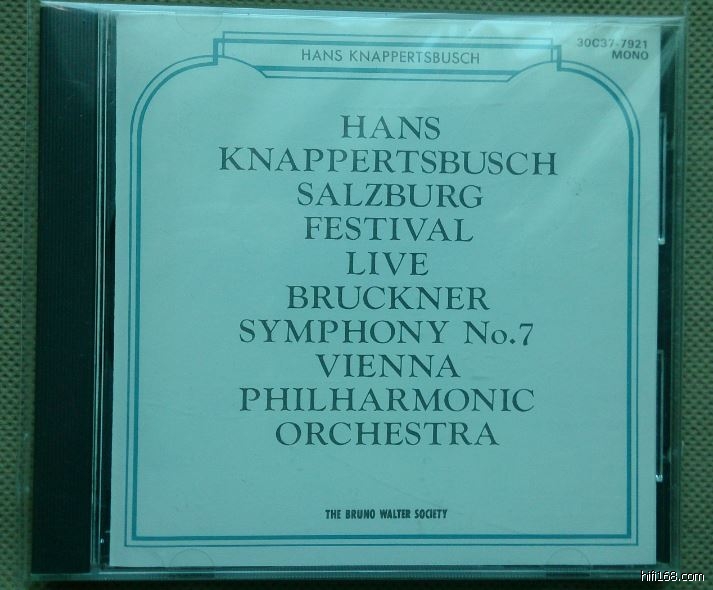 HANS KNAPPERTSBUSCH
30C37-7921
MONO
HANS
KNAPPERTSBUSCH
SALZBURG
FESTIVAL
LIVE
BRUCKNER
SYMPHONY No.7
VIENNA
PHILHARMONIC
ORCHESTRA
THE BRUNO WALTER SOCIETY
hifi168.com